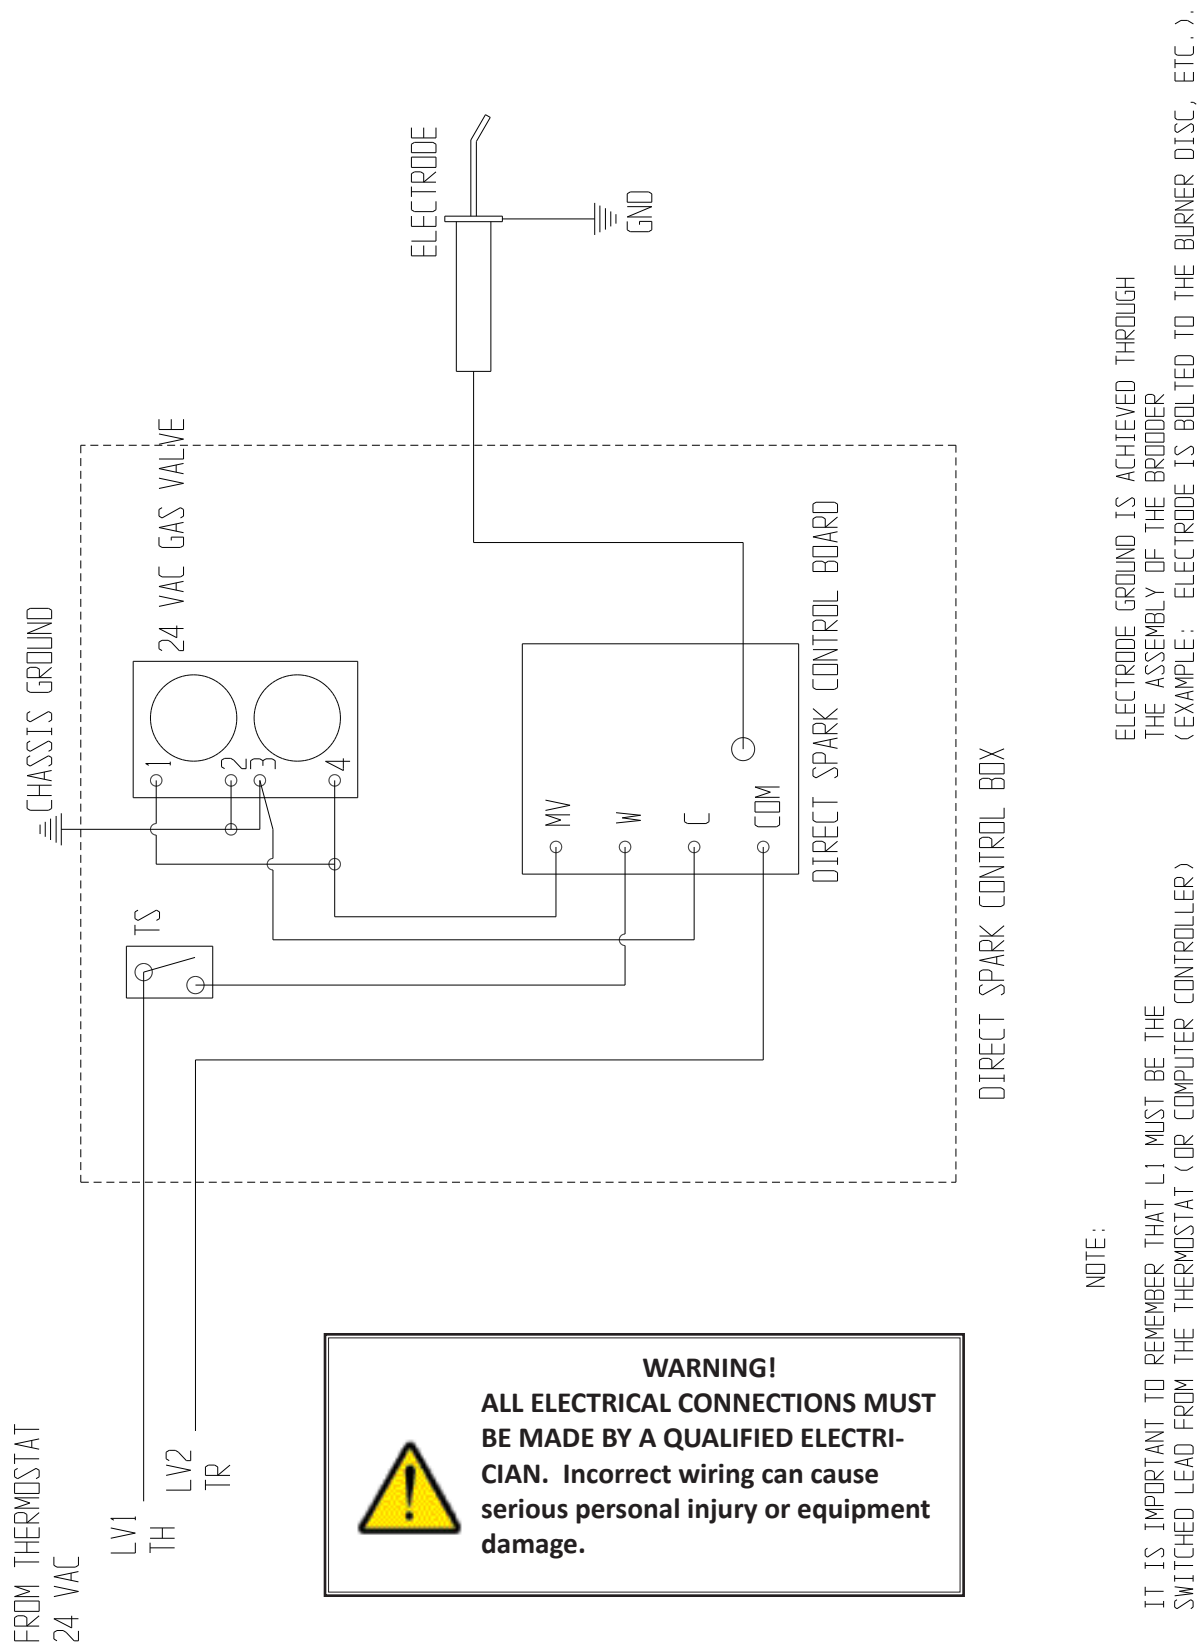 FROM THERMOSTAT
24 VAC
LV1
TH
LV2
TR
CHASSIS GROUND
TS
24 VAC GAS VALVE
1
2
3
4
ELECTRODE
GND
MV
W
C
COM
DIRECT SPARK CONTROL BOARD
DIRECT SPARK CONTROL BOX
WARNING!
ALL ELECTRICAL CONNECTIONS MUST
BE MADE BY A QUALIFIED ELECTRI-
CIAN.  Incorrect wiring can cause
serious personal injury or equipment
damage.
NOTE:
IT IS IMPORTANT TO REMEMBER THAT L1 MUST BE THE
SWITCHED LEAD FROM THE THERMOSTAT (OR COMPUTER CONTROLLER)
ELECTRODE GROUND IS ACHIEVED THROUGH
THE ASSEMBLY OF THE BROODER
(EXAMPLE:  ELECTRODE IS BOLTED TO THE BURNER DISC, ETC.).